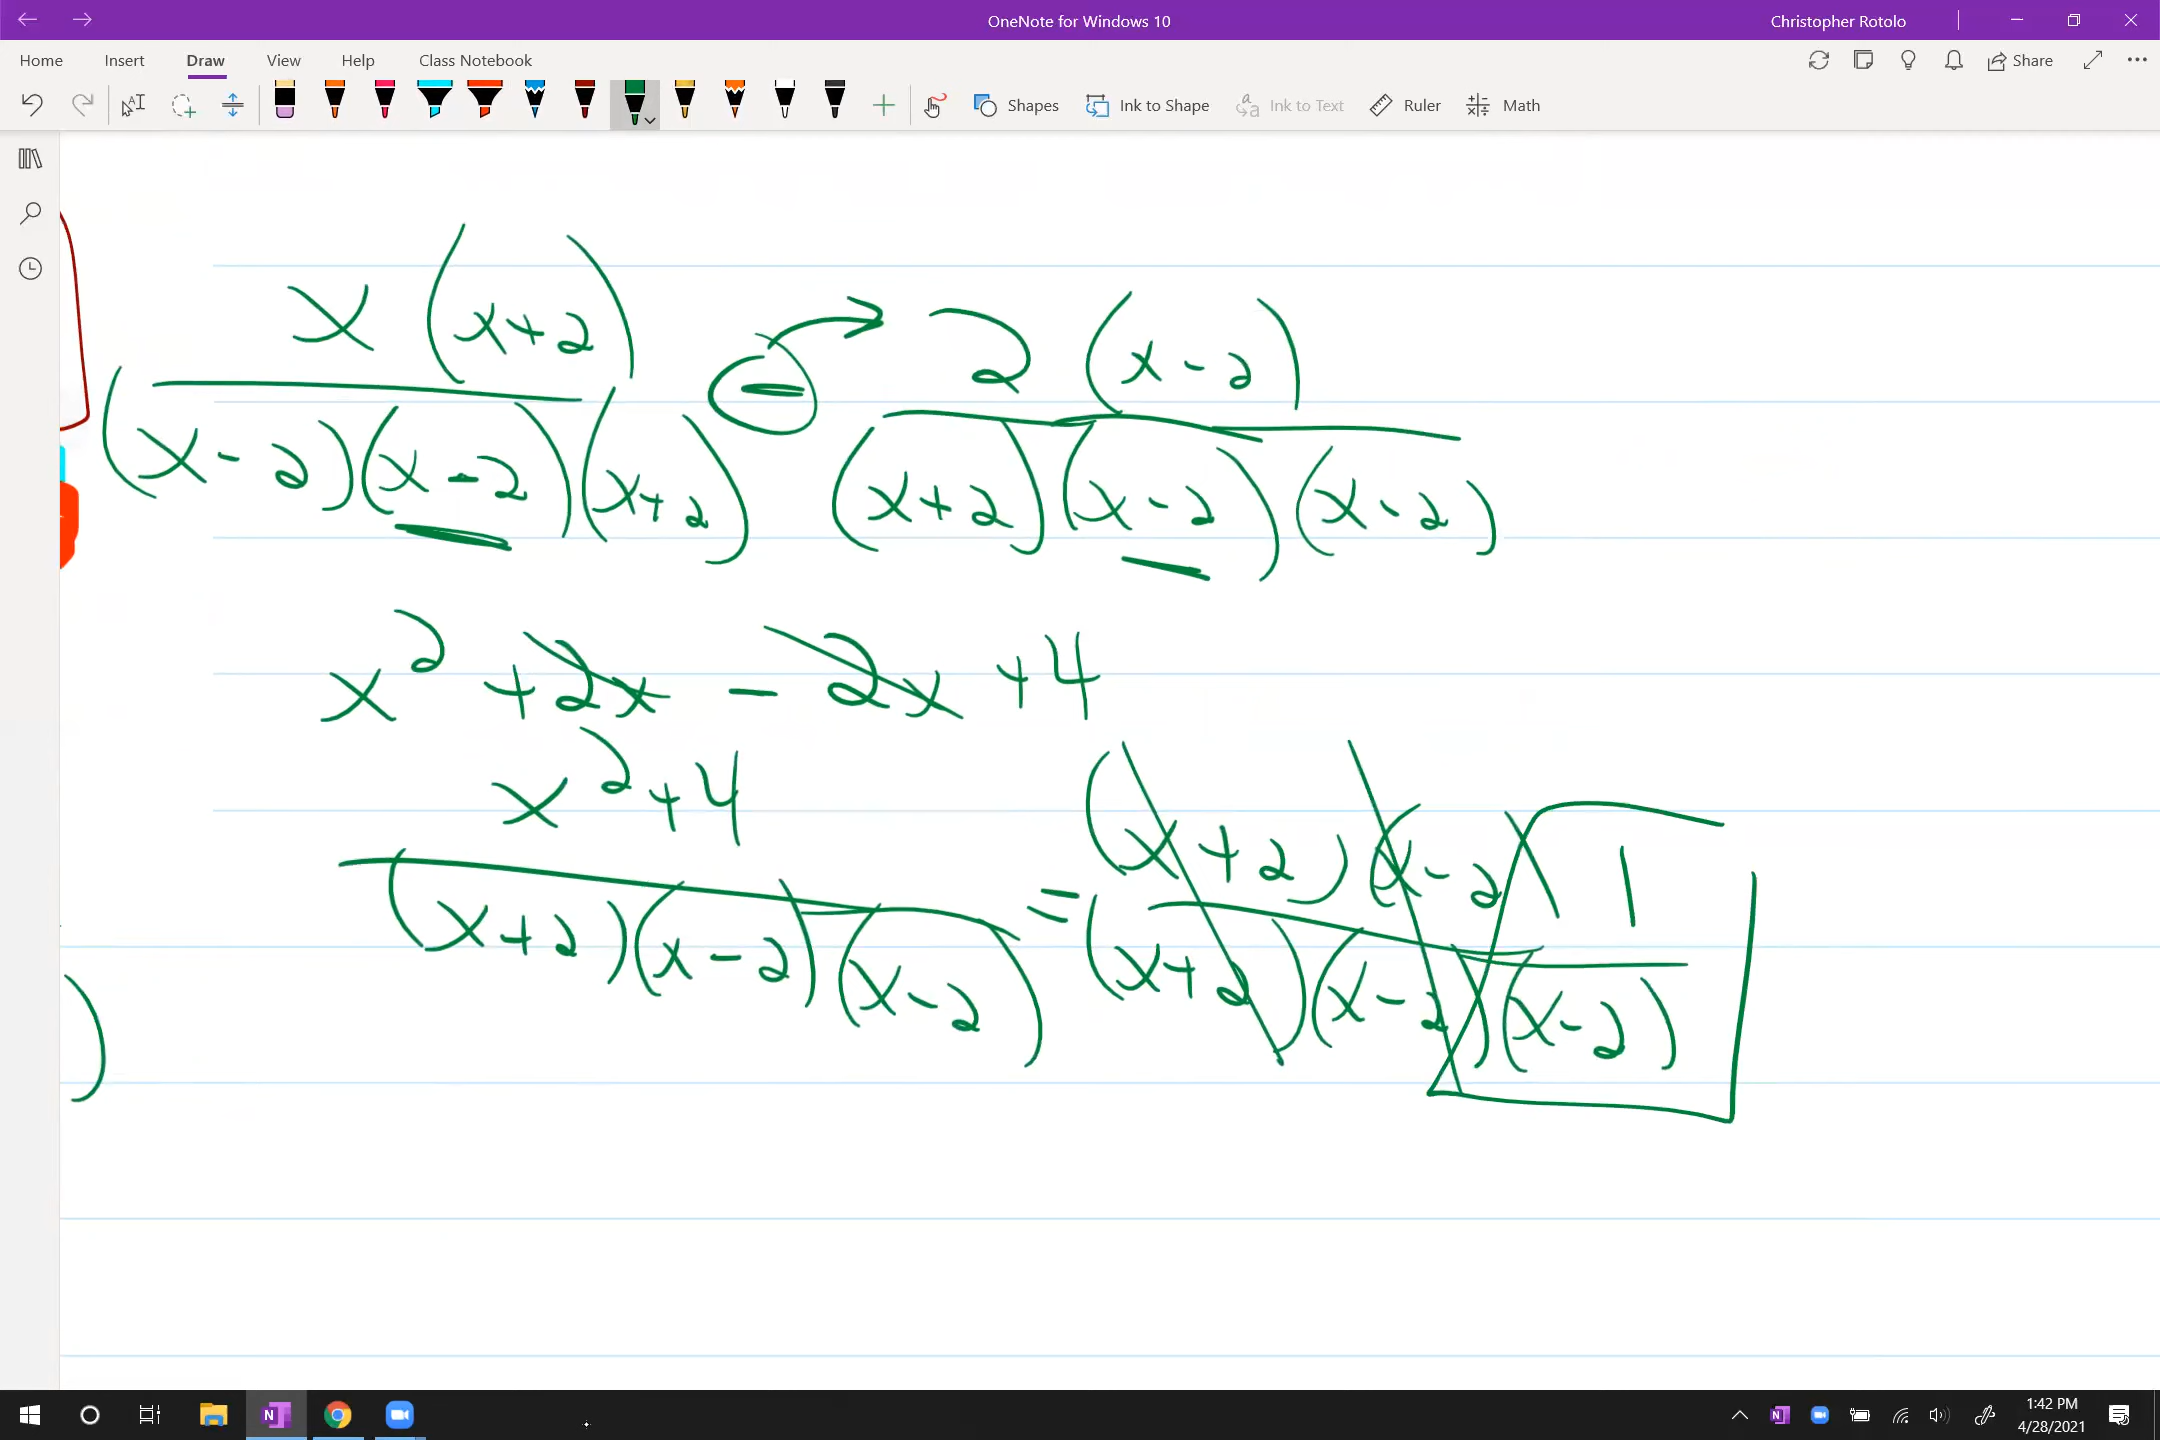 OneNote for Windows 10
Christopher Rotolo
Home Insert Draw View Help Class Notebook
Share
Shapes Ink to Shape Ink to Text Ruler Math
x (x+2) − 2 (x-2)
(x-2)(x-2)(x+2) (x+2)(x-2)(x-2)
x² +2x - 2x +4
x²+4 = (x+2)(x-2) 1
(x+2)(x-2)(x-2) (x+2)(x-2)(x-2)
)
1:42 PM
4/28/2021